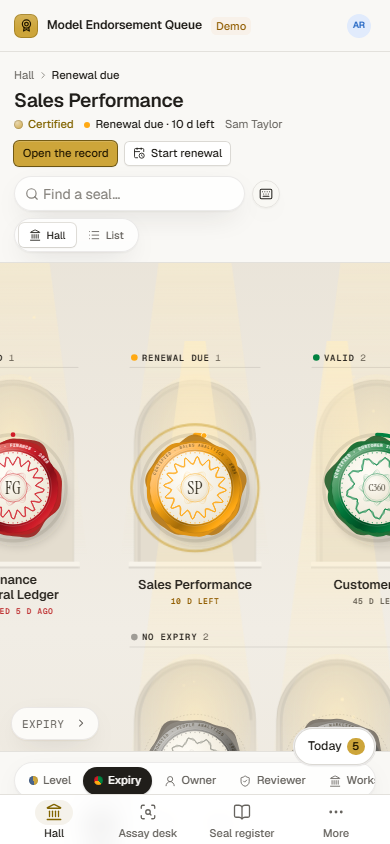 Model Endorsement Queue Demo AR
Hall > Renewal due
Sales Performance
Certified Renewal due · 10 d left Sam Taylor
Open the record Start renewal
Find a seal...
Hall List
1 RENEWAL DUE 1 VALID 2
FG SP C360
nance
ral Ledger
ED 5 D AGO
Sales Performance
10 D LEFT
Customer
45 D LE
NO EXPIRY 2
EXPIRY
Today 5
Level Expiry Owner Reviewer Works
Hall Assay desk Seal register More